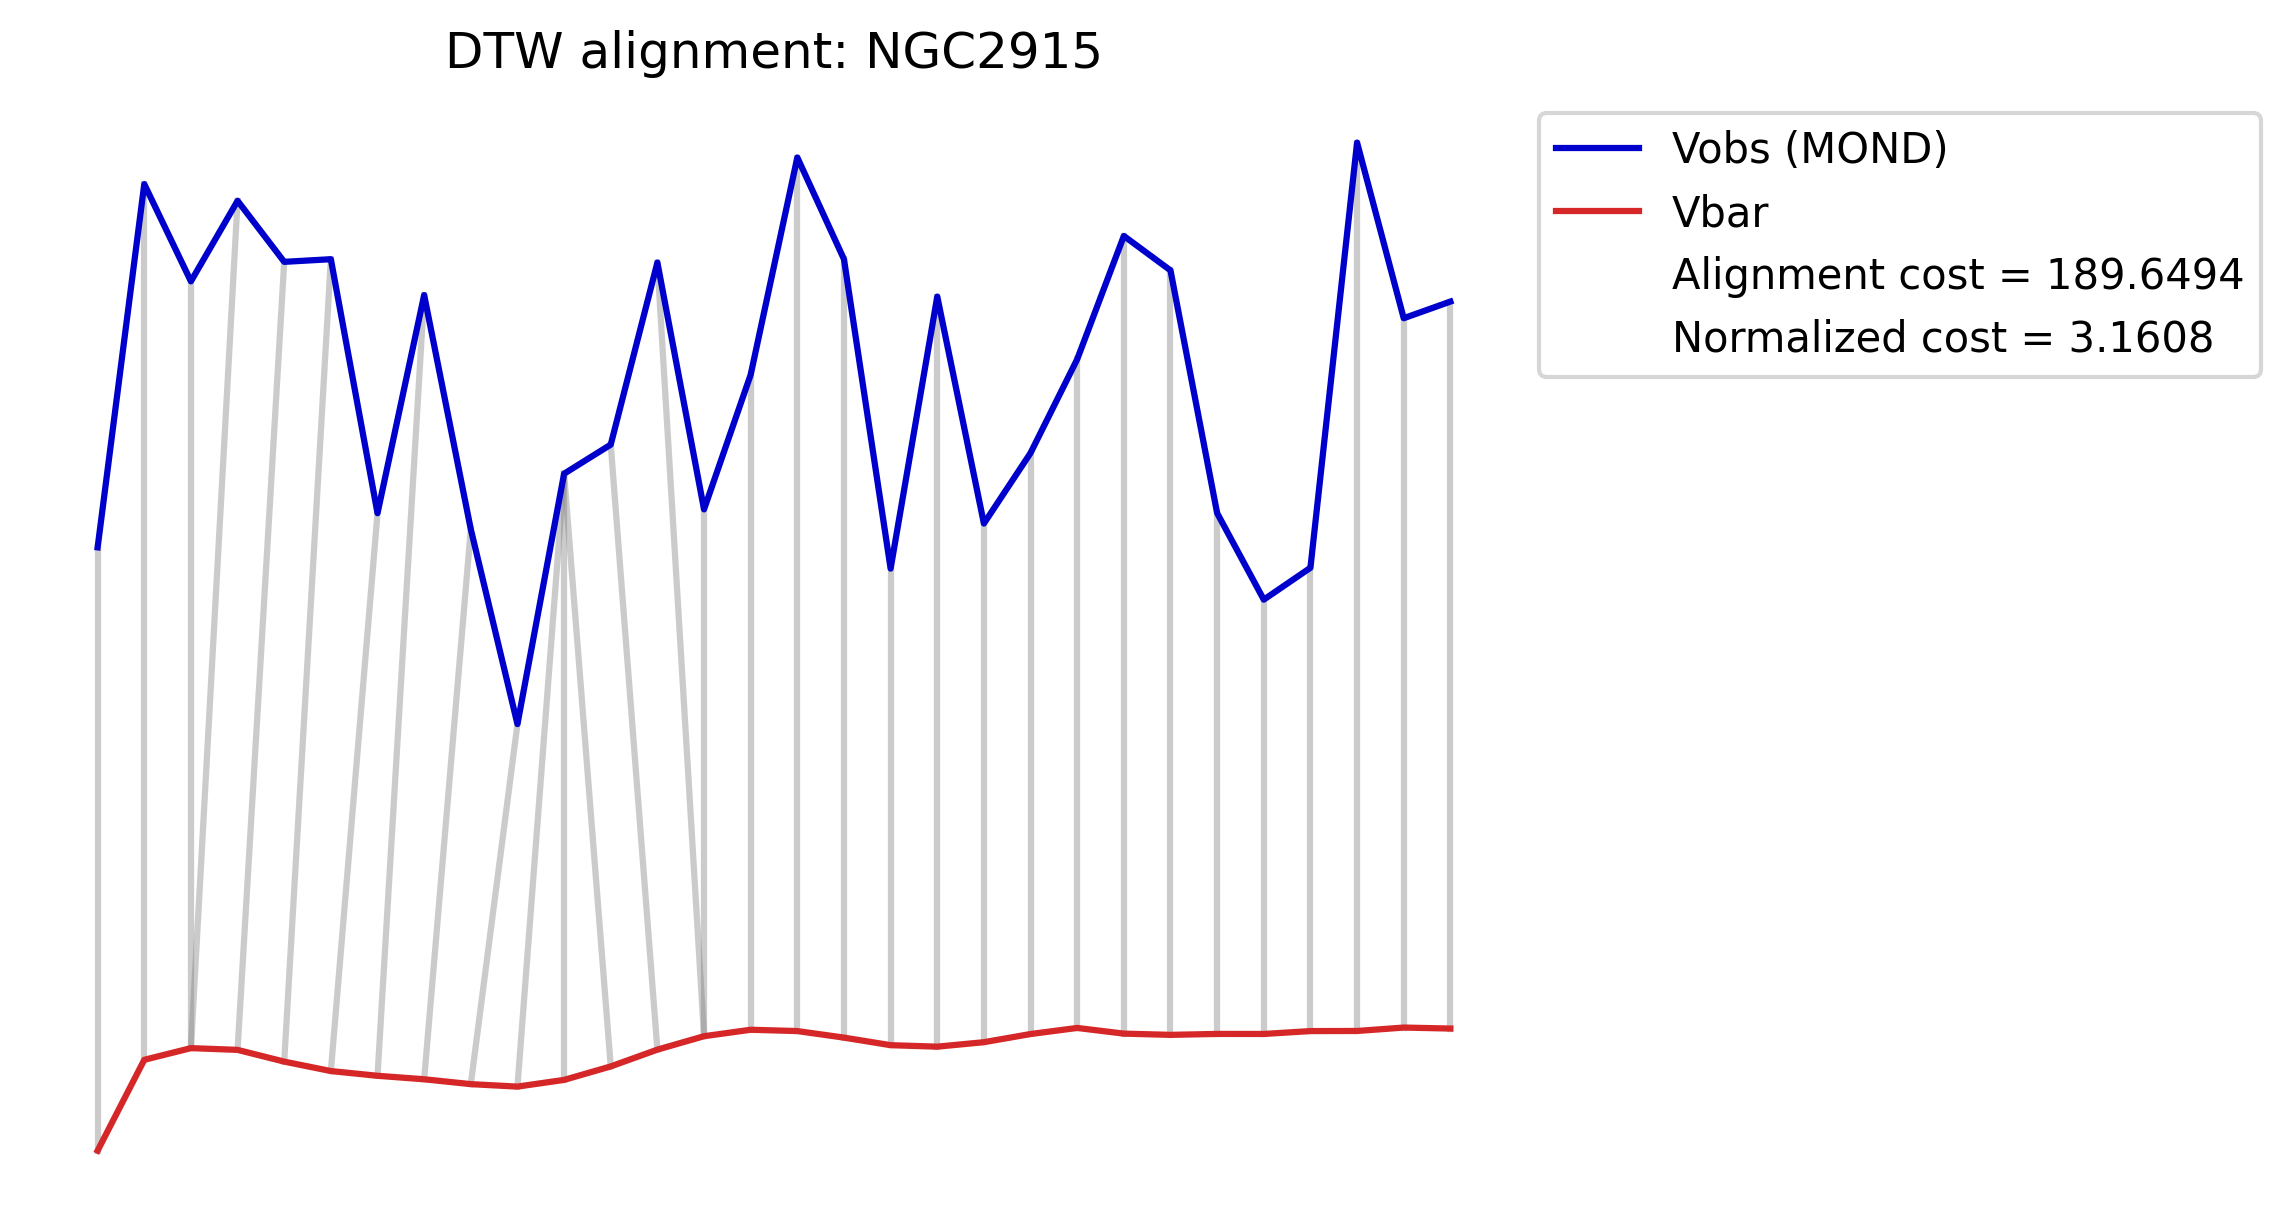 DTW alignment: NGC2915
Vobs (MOND)
Vbar
Alignment cost = 189.6494
Normalized cost = 3.1608